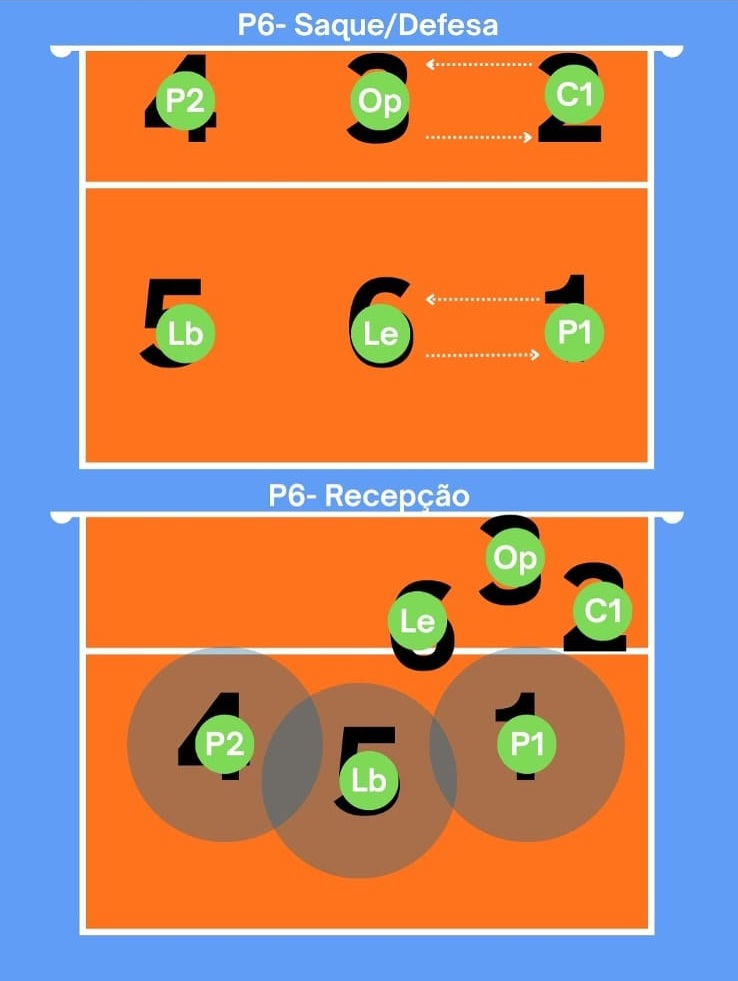 P6- Saque/Defesa
4 3 2
P2 Op C1
5 6 1
Lb Le P1
P6- Recepção
3
Op
6 2
Le C1
4 1
P2 P1
5
Lb